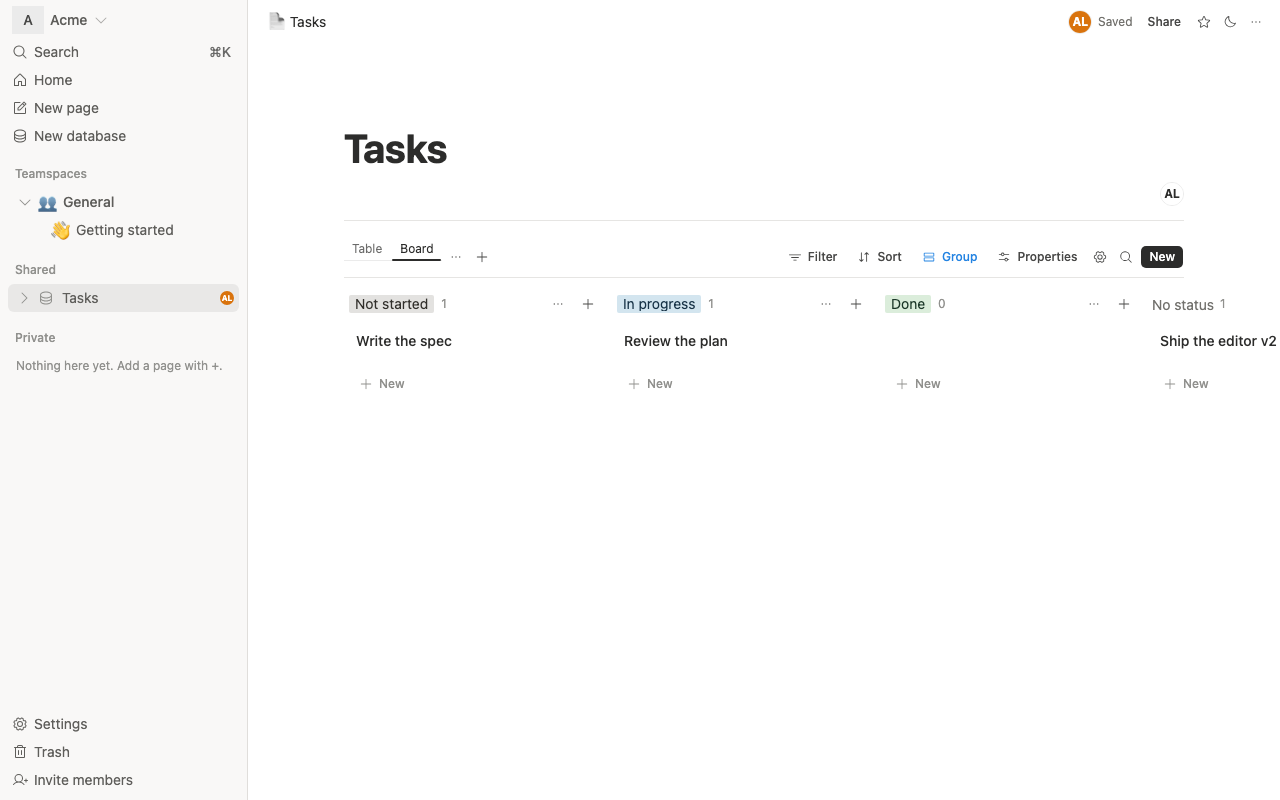 A Acme
Search ⌘K
Home
New page
New database
Teamspaces
General
Getting started
Shared
Tasks AL
Private
Nothing here yet. Add a page with +.
Settings
Trash
Invite members
Tasks
AL Saved Share
Tasks
AL
Table Board
Filter Sort Group Properties New
Not started 1
In progress 1
Done 0
No status 1
Write the spec
Review the plan
Ship the editor v2
New
New
New
New